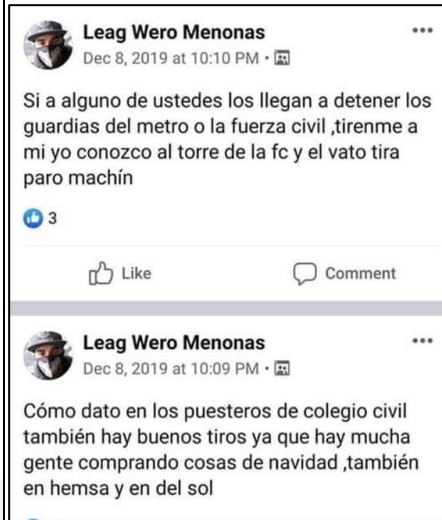 Leag Wero Menonas
Dec 8, 2019 at 10:10 PM
Si a alguno de ustedes los llegan a detener los
guardias del metro o la fuerza civil ,tirenme a
mi yo conozco al torre de la fc y el vato tira
paro machín
3
Like
Comment
Leag Wero Menonas
Dec 8, 2019 at 10:09 PM
Cómo dato en los puesteros de colegio civil
también hay buenos tiros ya que hay mucha
gente comprando cosas de navidad ,también
en hemsa y en del sol